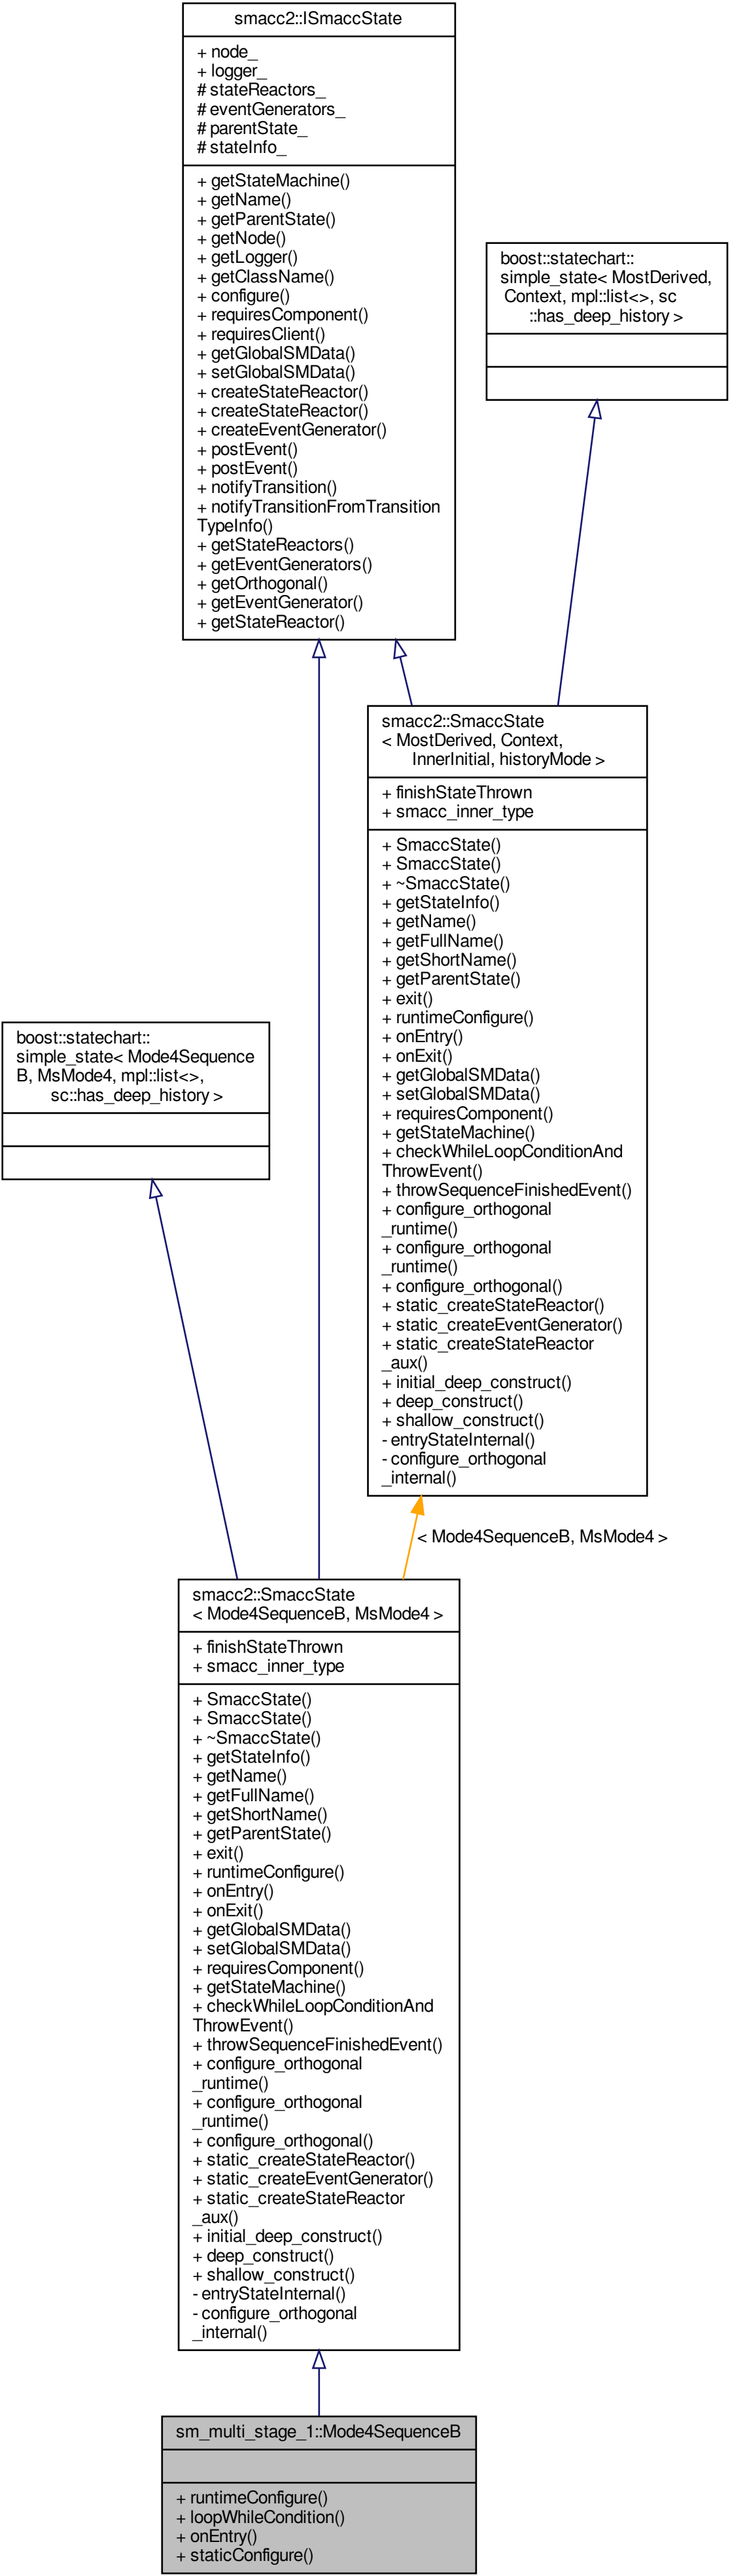 smacc2::ISmaccState
+ node_
+ logger_
# stateReactors_
# eventGenerators_
# parentState_
# stateInfo_
+ getStateMachine()
+ getName()
+ getParentState()
+ getNode()
+ getLogger()
+ getClassName()
+ configure()
+ requiresComponent()
+ requiresClient()
+ getGlobalSMData()
+ setGlobalSMData()
+ createStateReactor()
+ createStateReactor()
+ createEventGenerator()
+ postEvent()
+ postEvent()
+ notifyTransition()
+ notifyTransitionFromTransition
TypeInfo()
+ getStateReactors()
+ getEventGenerators()
+ getOrthogonal()
+ getEventGenerator()
+ getStateReactor()
boost::statechart::
simple_state< MostDerived,
Context, mpl::list<>, sc
::has_deep_history >
smacc2::SmaccState
< MostDerived, Context,
InnerInitial, historyMode >
+ finishStateThrown
+ smacc_inner_type
+ SmaccState()
+ SmaccState()
+ ~SmaccState()
+ getStateInfo()
+ getName()
+ getFullName()
+ getShortName()
+ getParentState()
+ exit()
+ runtimeConfigure()
+ onEntry()
+ onExit()
+ getGlobalSMData()
+ setGlobalSMData()
+ requiresComponent()
+ getStateMachine()
+ checkWhileLoopConditionAnd
ThrowEvent()
+ throwSequenceFinishedEvent()
+ configure_orthogonal
_runtime()
+ configure_orthogonal
_runtime()
+ configure_orthogonal()
+ static_createStateReactor()
+ static_createEventGenerator()
+ static_createStateReactor
_aux()
+ initial_deep_construct()
+ deep_construct()
+ shallow_construct()
- entryStateInternal()
- configure_orthogonal
_internal()
boost::statechart::
simple_state< Mode4Sequence
B, MsMode4, mpl::list<>,
sc::has_deep_history >
< Mode4SequenceB, MsMode4 >
smacc2::SmaccState
< Mode4SequenceB, MsMode4 >
+ finishStateThrown
+ smacc_inner_type
+ SmaccState()
+ SmaccState()
+ ~SmaccState()
+ getStateInfo()
+ getName()
+ getFullName()
+ getShortName()
+ getParentState()
+ exit()
+ runtimeConfigure()
+ onEntry()
+ onExit()
+ getGlobalSMData()
+ setGlobalSMData()
+ requiresComponent()
+ getStateMachine()
+ checkWhileLoopConditionAnd
ThrowEvent()
+ throwSequenceFinishedEvent()
+ configure_orthogonal
_runtime()
+ configure_orthogonal
_runtime()
+ configure_orthogonal()
+ static_createStateReactor()
+ static_createEventGenerator()
+ static_createStateReactor
_aux()
+ initial_deep_construct()
+ deep_construct()
+ shallow_construct()
- entryStateInternal()
- configure_orthogonal
_internal()
sm_multi_stage_1::Mode4SequenceB
+ runtimeConfigure()
+ loopWhileCondition()
+ onEntry()
+ staticConfigure()